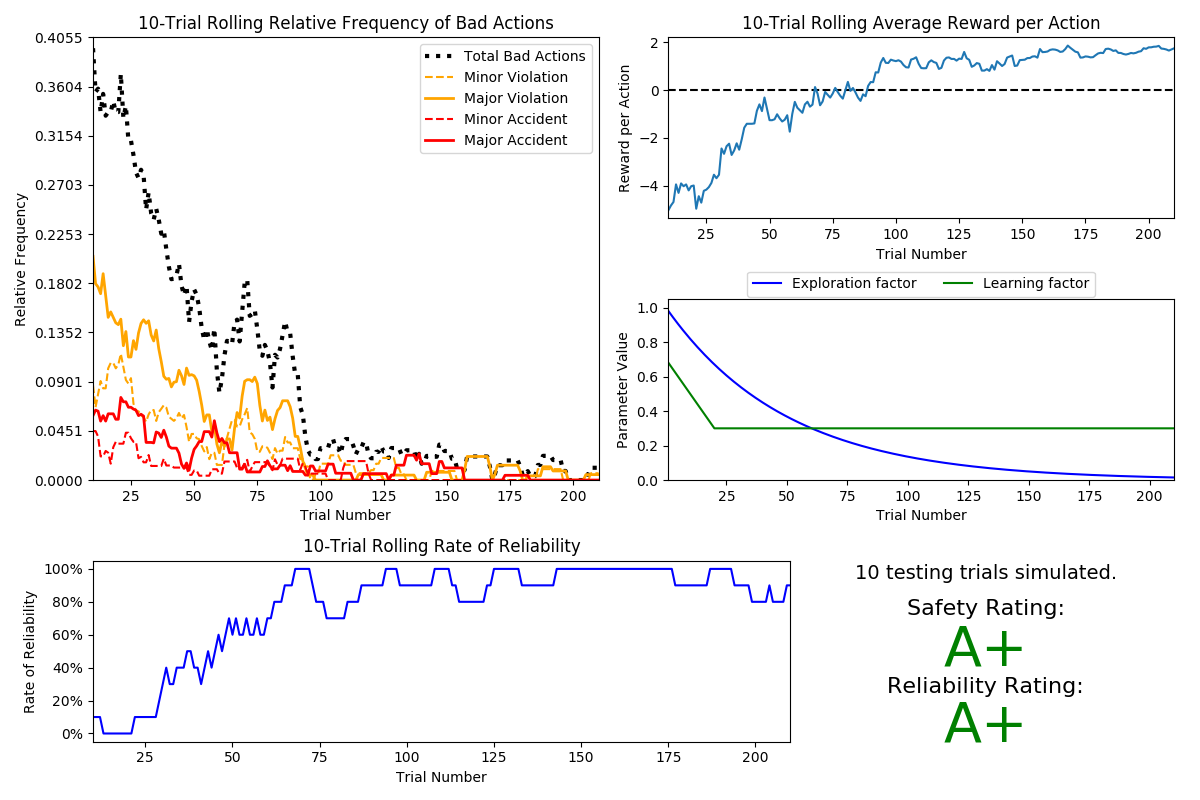 10-Trial Rolling Relative Frequency of Bad Actions
Relative Frequency
0.4055
0.3604
0.3154
0.2703
0.2253
0.1802
0.1352
0.0901
0.0451
0.0000
Total Bad Actions
Minor Violation
Major Violation
Minor Accident
Major Accident
25 50 75 100 125 150 175 200
Trial Number
10-Trial Rolling Average Reward per Action
Reward per Action
2
0
−2
−4
25 50 75 100 125 150 175 200
Trial Number
Exploration factor Learning factor
Parameter Value
1.0
0.8
0.6
0.4
0.2
0.0
25 50 75 100 125 150 175 200
Trial Number
10-Trial Rolling Rate of Reliability
Rate of Reliability
100%
80%
60%
40%
20%
0%
25 50 75 100 125 150 175 200
Trial Number
10 testing trials simulated.
Safety Rating:
A+
Reliability Rating:
A+